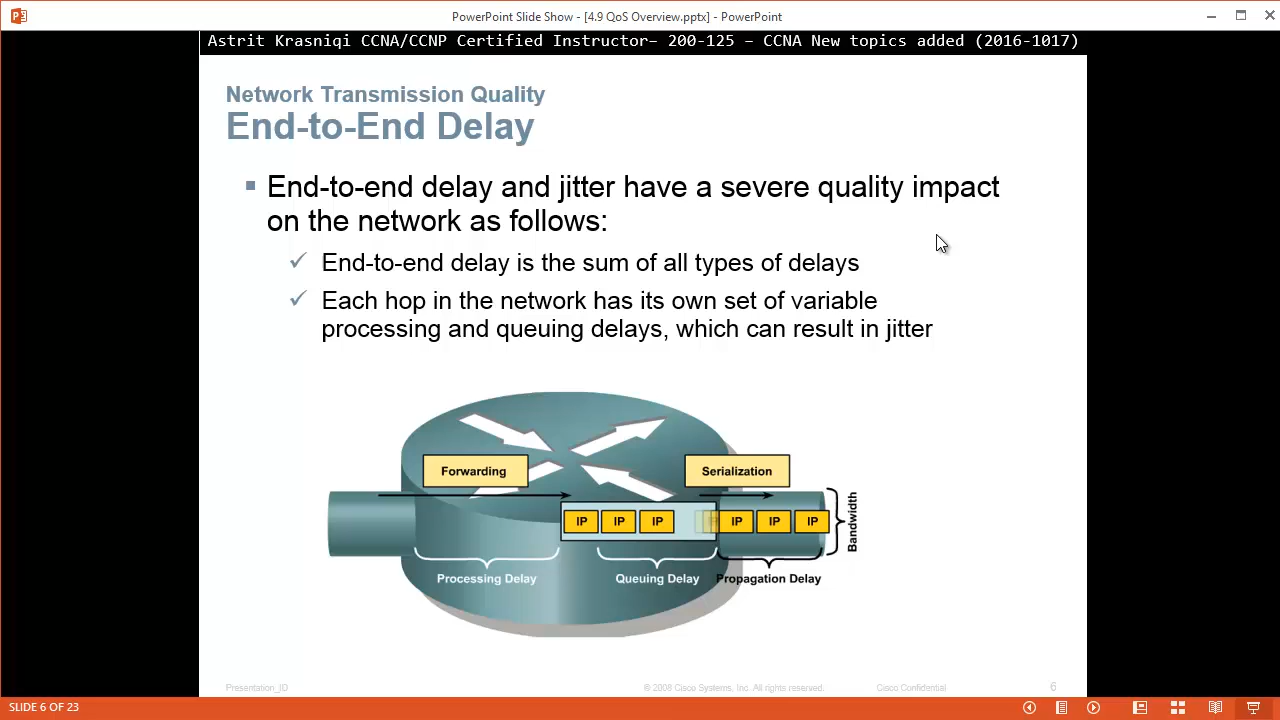 PowerPoint Slide Show - [4.9 QoS Overview.pptx] - PowerPoint
Astrit Krasniqi CCNA/CCNP Certified Instructor– 200-125 – CCNA New topics added (2016-1017)
Network Transmission Quality
End-to-End Delay
End-to-end delay and jitter have a severe quality impact
on the network as follows:
End-to-end delay is the sum of all types of delays
Each hop in the network has its own set of variable
processing and queuing delays, which can result in jitter
Forwarding
Serialization
IP IP IP IP IP IP
Bandwidth
Processing Delay
Queuing Delay
Propagation Delay
Presentation_ID
© 2008 Cisco Systems, Inc. All rights reserved.
Cisco Confidential
6
SLIDE 6 OF 23